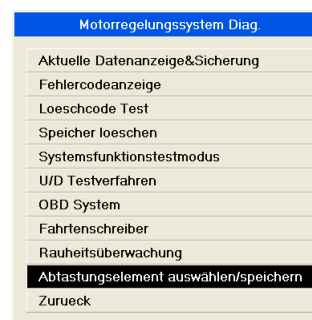 Motorregelungssystem Diag.
Aktuelle Datenanzeige&Sicherung
Fehlercodeanzeige
Loeschcode Test
Speicher loeschen
Systemsfunktionstestmodus
U/D Testverfahren
OBD System
Fahrtenschreiber
Rauheitsüberwachung
Abtastungselement auswählen/speichern
Zurueck